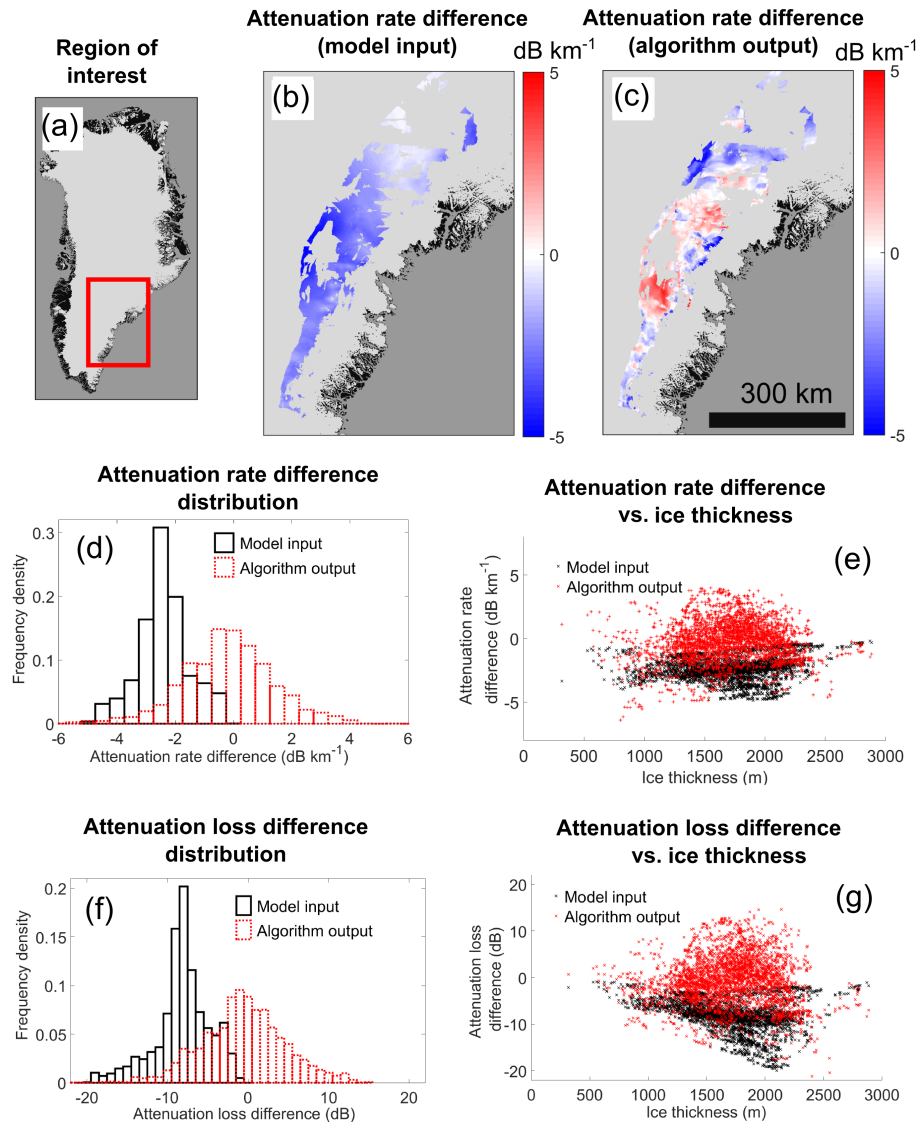 Region of
interest
(a)
Attenuation rate difference
(model input)
dB km-1
(b)
5
0
-5
Attenuation rate difference
(algorithm output)
dB km-1
(c)
5
0
-5
300 km
Attenuation rate difference
distribution
(d)
Model input
Algorithm output
Frequency density
0.3
0.2
0.1
0
-6 -4 -2 0 2 4 6
Attenuation rate difference (dB km-1)
Attenuation rate difference
vs. ice thickness
(e)
Model input
Algorithm output
Attenuation rate
difference (dB km-1)
5
0
-5
0 500 1000 1500 2000 2500 3000
Ice thickness (m)
Attenuation loss difference
distribution
(f)
Model input
Algorithm output
Frequency density
0.2
0.15
0.1
0.05
0
-20 -10 0 10 20
Attenuation loss difference (dB)
Attenuation loss difference
vs. ice thickness
(g)
Model input
Algorithm output
Attenuation loss
difference (dB)
20
10
0
-10
-20
0 500 1000 1500 2000 2500 3000
Ice thickness (m)